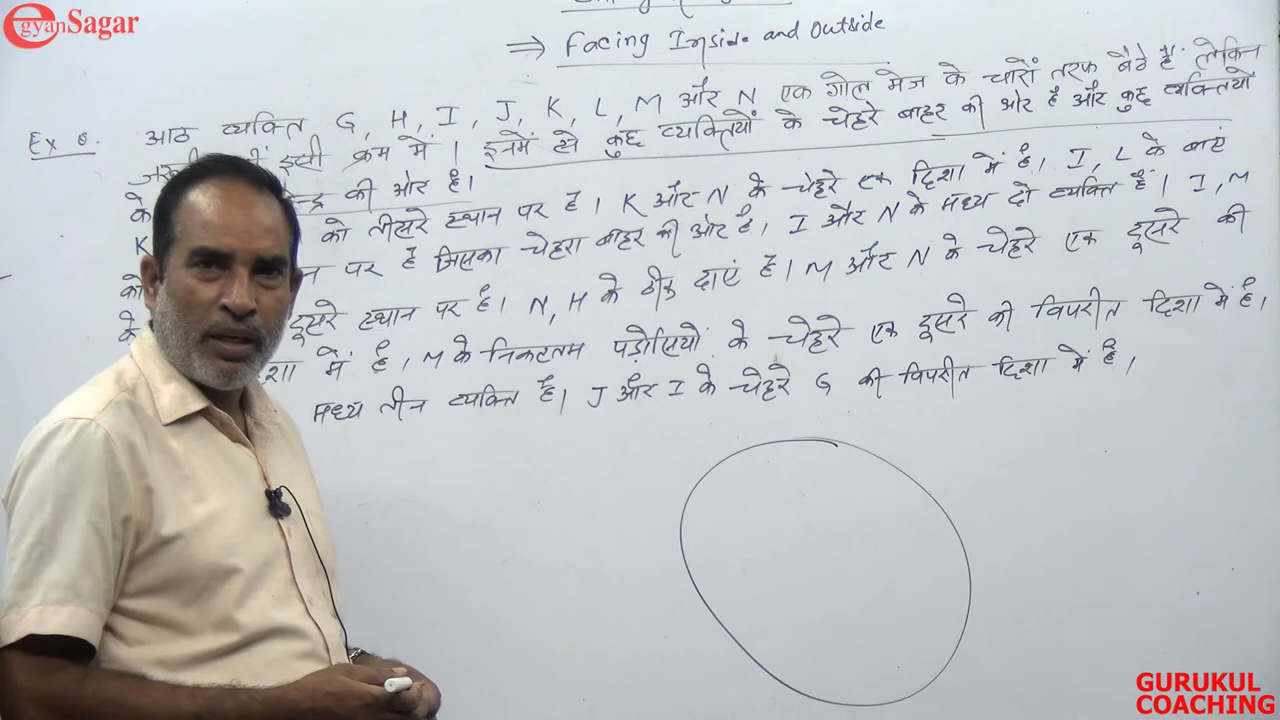 egyanSagar
⇒ Facing Inside and Outside
Ex 8. आठ व्यक्ति G, H, I, J, K, L, M और N एक गोल मेज के चारों तरफ बैठे हैं. लेकिन
इसी क्रम में। इनमें से कुछ व्यक्तियों के चेहरे बाहर की ओर है और कुछ व्यक्तियों
के की ओर है।
K को तीसरे स्थान पर है। K और N के चेहरे एक दिशा में है। I, L के बाएं
को पर है जिसका चेहरा बाहर की ओर है, I और N के मध्य दो व्यक्ति हैं। I, M
के दूसरे स्थान पर है। N, H के ठीक दाएं है। M और N के चेहरे एक दूसरे की
में है, M के निकटतम पड़ोसियों के चेहरे एक दूसरे की विपरीत दिशा में है।
मध्य तीन व्यक्ति है। J और I के चेहरे G की विपरीत दिशा में है।
GURUKUL
COACHING